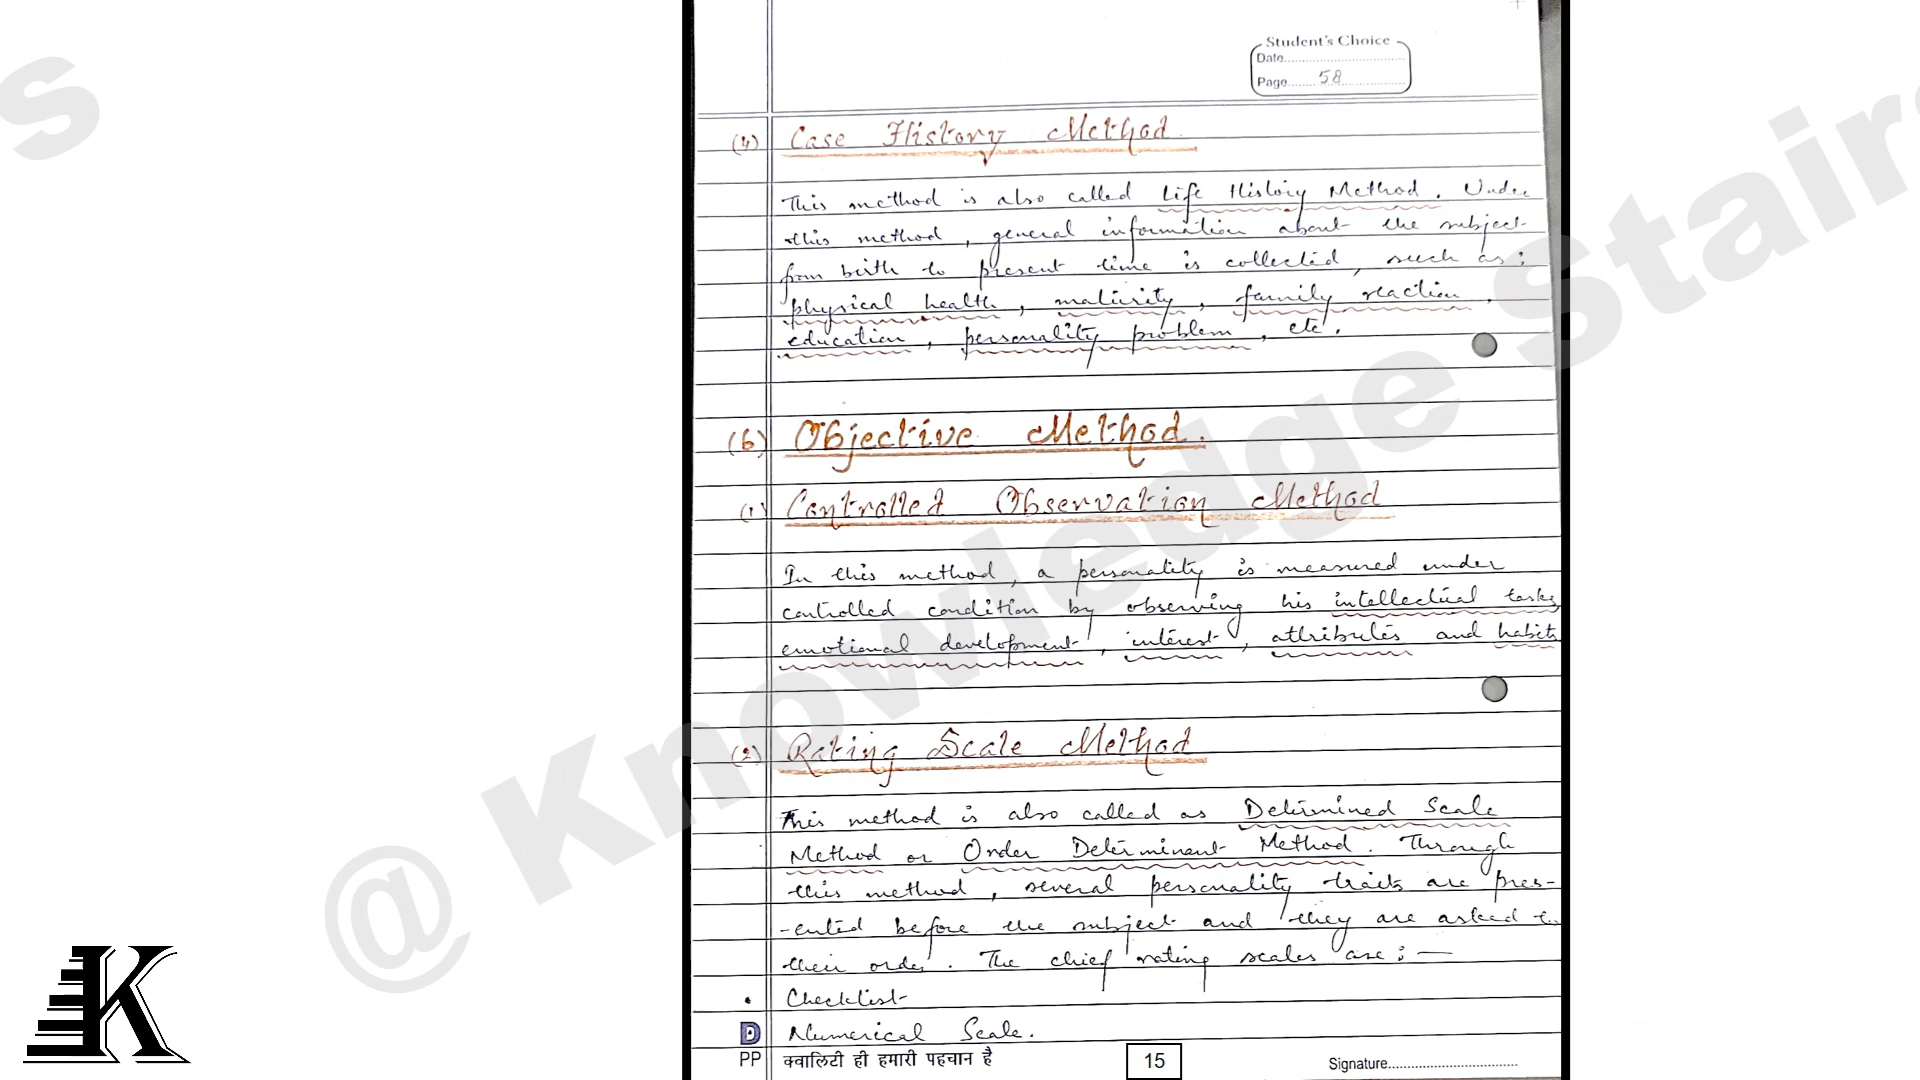 Student's Choice
Date
Page 58
(4) Case History Method
This method is also called Life History Method. Under
this method, general information about the subject
from birth to present time is collected, such as:
physical health, maturity, family reaction,
education, personality problem, etc.
(b) Objective Method.
(1) Controlled Observation Method
In this method, a personality is measured under
controlled condition by observing his intellectual tasks,
emotional development, interest, attributes and habits
(2) Rating Scale Method
This method is also called as Determined Scale
Method or Order Determinant Method. Through
this method, several personality traits are pres-
-ented before the subject and they are asked to
their order. The chief rating scales are:—
• Checklist
Numerical Scale.
PP क्वालिटी ही हमारी पहचान है 15 Signature
@ Knowledge Stairs
K